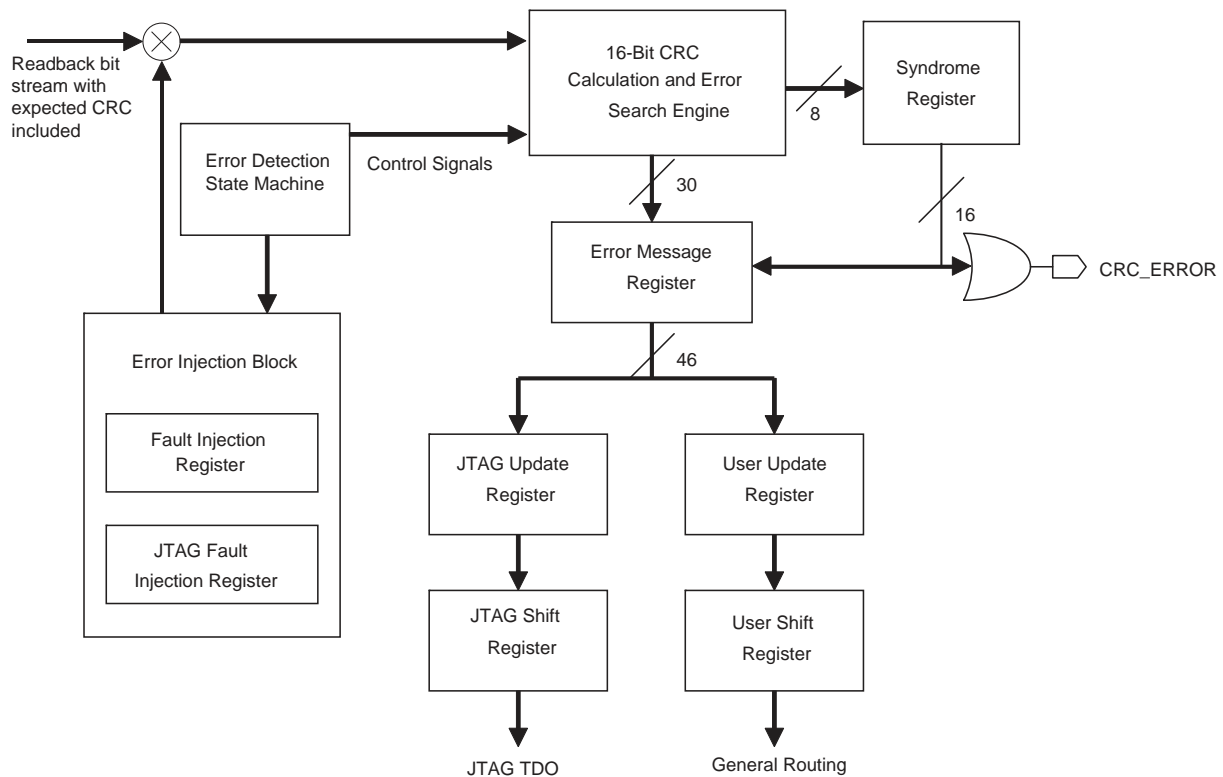 Readback bit
stream with
expected CRC
included
16-Bit CRC
Calculation and Error
Search Engine
8
Syndrome
Register
Error Detection
State Machine
Control Signals
30
16
Error Message
Register
CRC_ERROR
46
Error Injection Block
Fault Injection
Register
JTAG Fault
Injection Register
JTAG Update
Register
User Update
Register
JTAG Shift
Register
User Shift
Register
JTAG TDO
General Routing